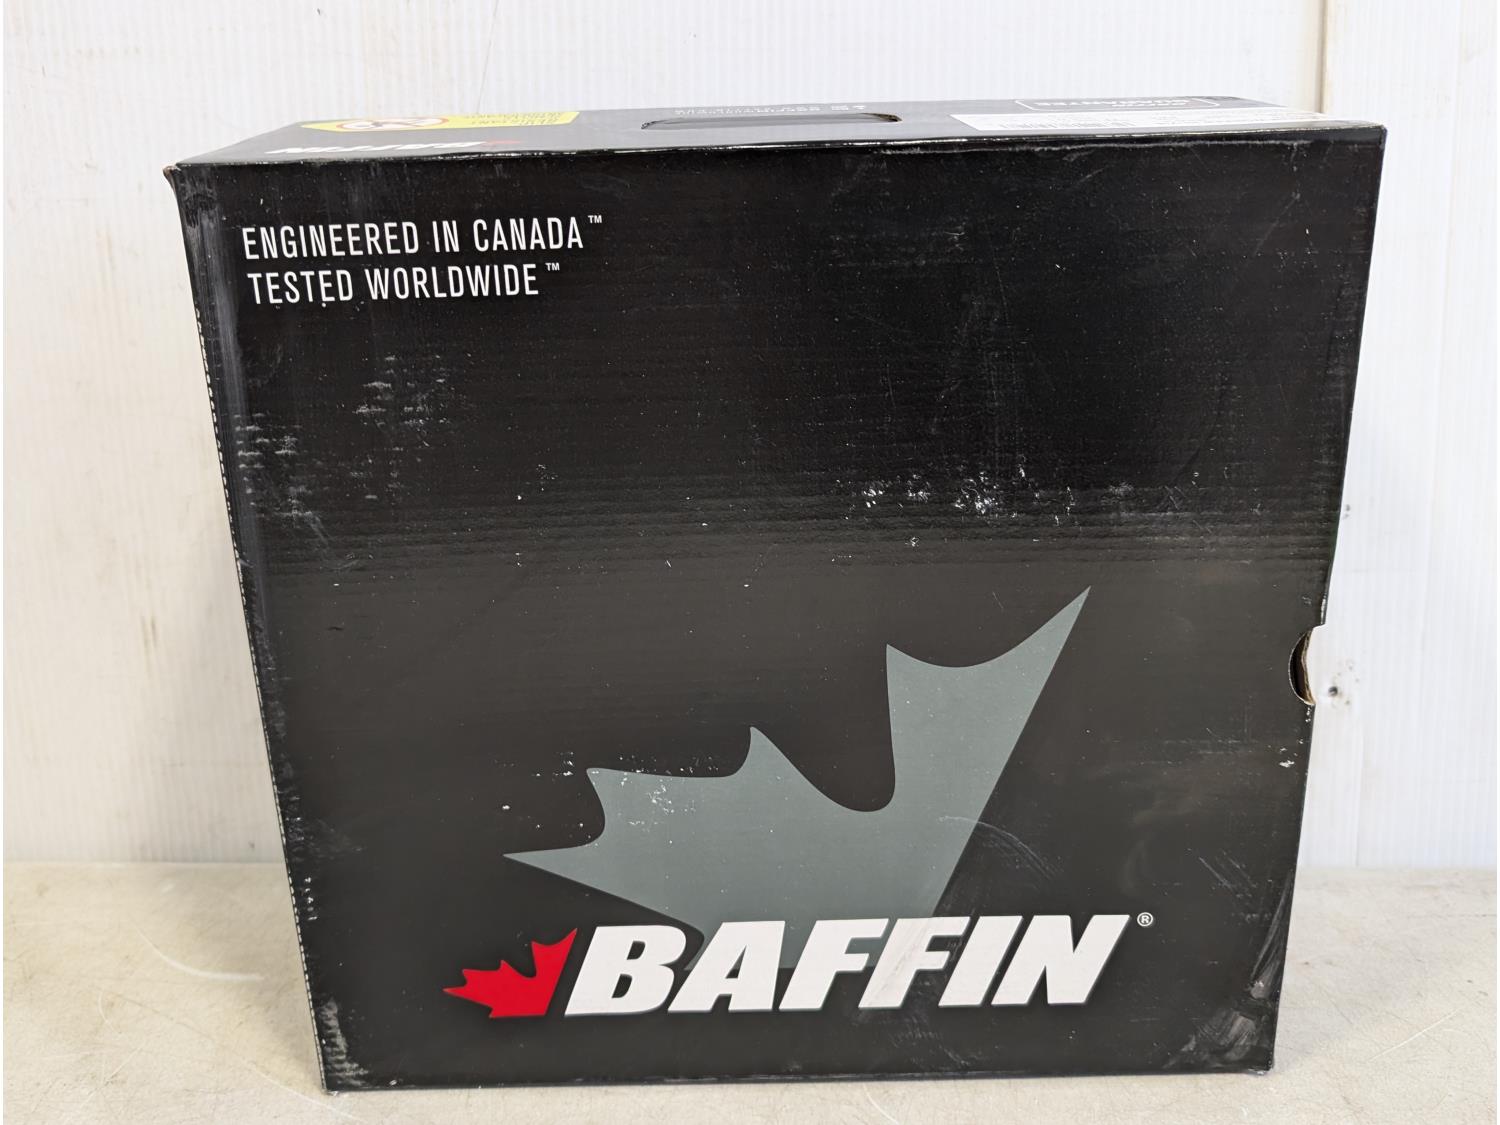 ENGINEERED IN CANADA™
TESTED WORLDWIDE™
BAFFIN®